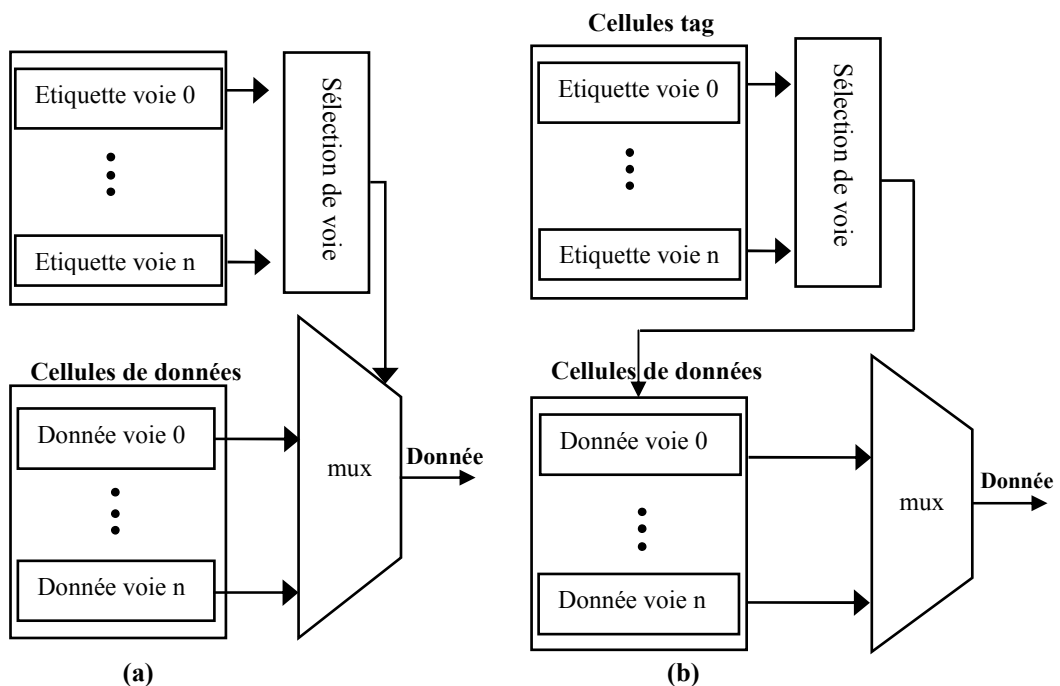 Etiquette voie 0
Etiquette voie n
Sélection de voie
Cellules de données
Donnée voie 0
Donnée voie n
mux
Donnée
(a)
Cellules tag
Etiquette voie 0
Etiquette voie n
Sélection de voie
Cellules de données
Donnée voie 0
Donnée voie n
mux
Donnée
(b)